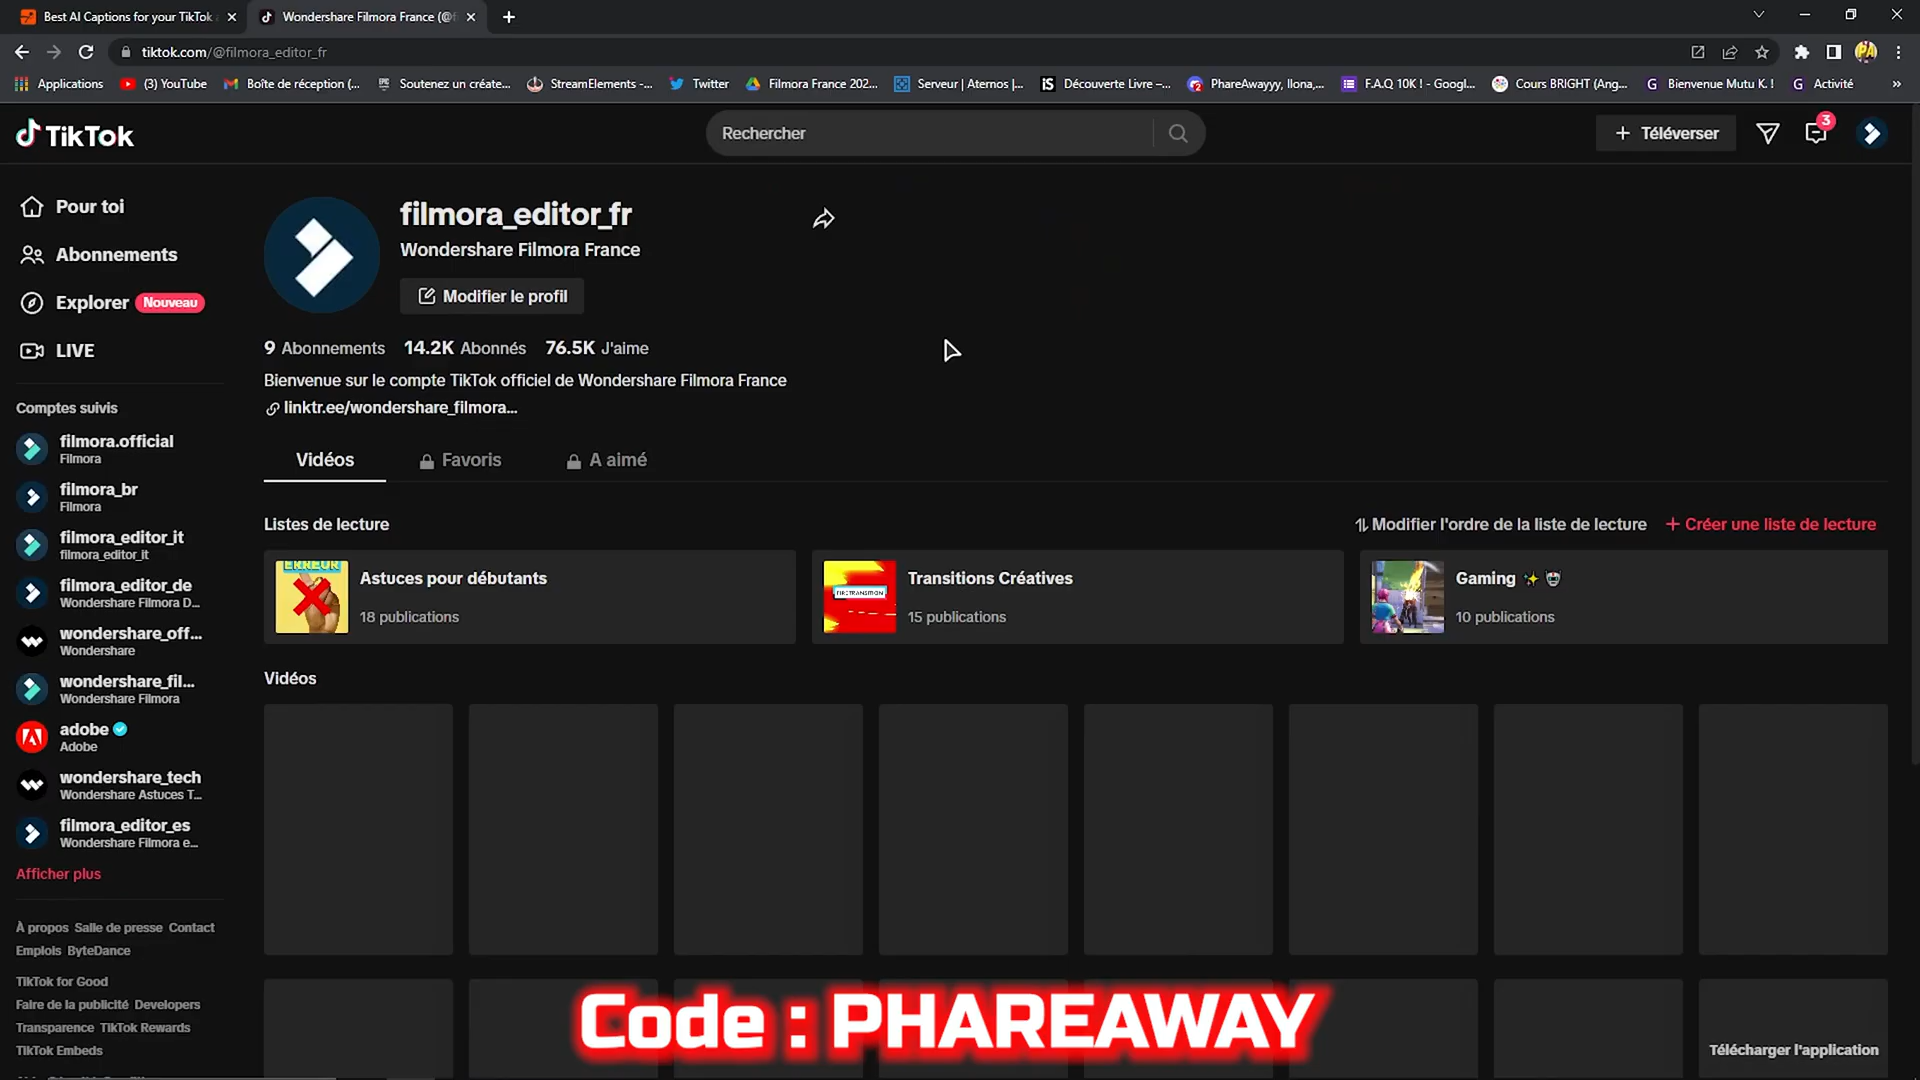 Best AI Captions for your TikTok
Wondershare Filmora France (@f
tiktok.com/@filmora_editor_fr
Applications
(3) YouTube
Boîte de réception (...
Soutenez un créate...
StreamElements -...
Twitter
Filmora France 202...
Serveur | Aternos |...
Découverte Livre –...
PhareAwayyy, Ilona,...
F.A.Q 10K ! - Googl...
Cours BRIGHT (Ang...
Bienvenue Mutu K. !
Activité
TikTok
Rechercher
Téléverser
3
Pour toi
Abonnements
Explorer Nouveau
LIVE
Comptes suivis
filmora.official
Filmora
filmora_br
Filmora
filmora_editor_it
filmora_editor_it
filmora_editor_de
Wondershare Filmora D...
wondershare_off...
Wondershare
wondershare_fil...
Wondershare Filmora
adobe
Adobe
wondershare_tech
Wondershare Astuces T...
filmora_editor_es
Wondershare Filmora e...
Afficher plus
À propos Salle de presse Contact
Emplois ByteDance
TikTok for Good
Faire de la publicité Developers
Transparence TikTok Rewards
TikTok Embeds
filmora_editor_fr
Wondershare Filmora France
Modifier le profil
9 Abonnements 14.2K Abonnés 76.5K J'aime
Bienvenue sur le compte TikTok officiel de Wondershare Filmora France
linktr.ee/wondershare_filmora...
Vidéos
Favoris
A aimé
Listes de lecture
Modifier l'ordre de la liste de lecture
+ Créer une liste de lecture
ERREUR
Astuces pour débutants
18 publications
Transitions Créatives
15 publications
Gaming
10 publications
Vidéos
Code : PHAREAWAY
Télécharger l'application